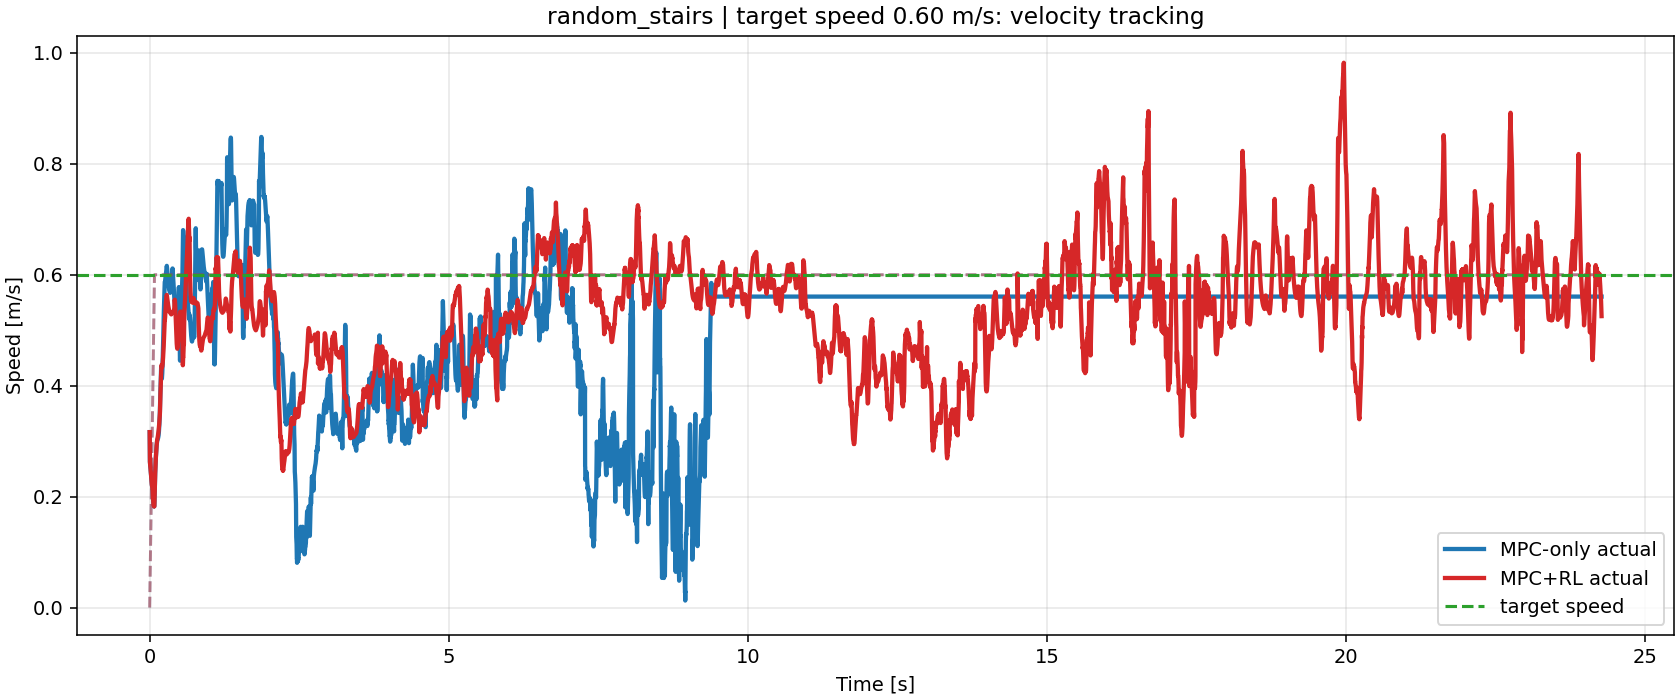 random_stairs | target speed 0.60 m/s: velocity tracking
1.0
0.8
0.6
0.4
0.2
0.0
Speed [m/s]
MPC-only actual
MPC+RL actual
target speed
0
5
10
15
20
25
Time [s]